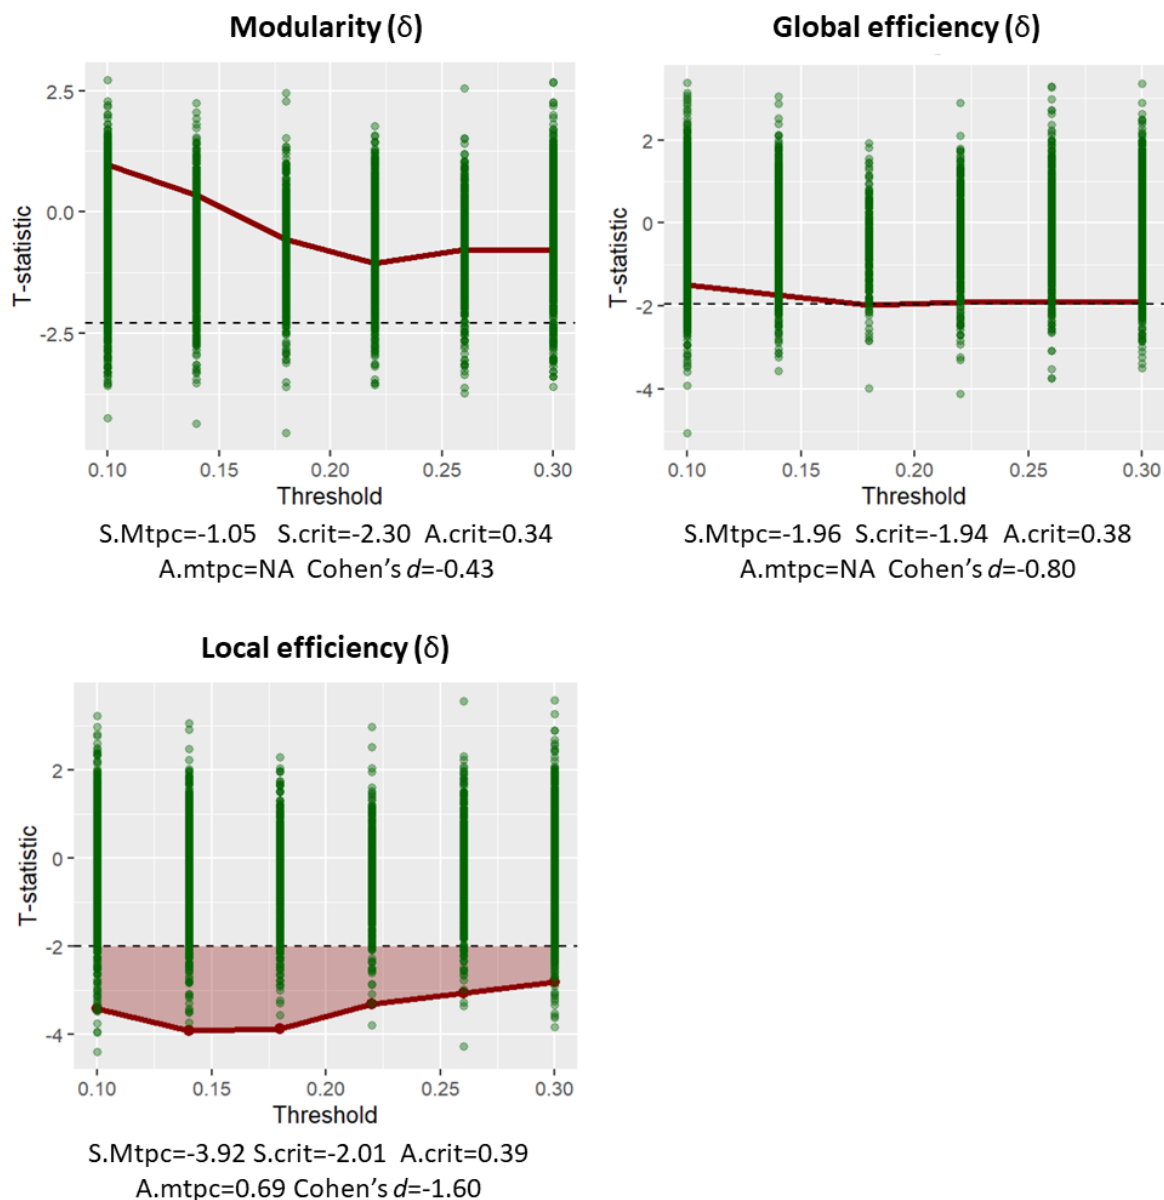 Modularity (δ)
T-statistic
2.5
0.0
-2.5
0.10 0.15 0.20 0.25 0.30
Threshold
S.Mtpc=-1.05 S.crit=-2.30 A.crit=0.34
A.mtpc=NA Cohen's d=-0.43
Global efficiency (δ)
T-statistic
2
0
-2
-4
0.10 0.15 0.20 0.25 0.30
Threshold
S.Mtpc=-1.96 S.crit=-1.94 A.crit=0.38
A.mtpc=NA Cohen's d=-0.80
Local efficiency (δ)
T-statistic
2
0
-2
-4
0.10 0.15 0.20 0.25 0.30
Threshold
S.Mtpc=-3.92 S.crit=-2.01 A.crit=0.39
A.mtpc=0.69 Cohen's d=-1.60